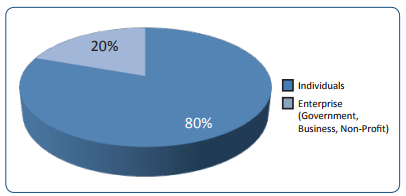 20%
80%
Individuals
Enterprise
(Government,
Business, Non-Profit)